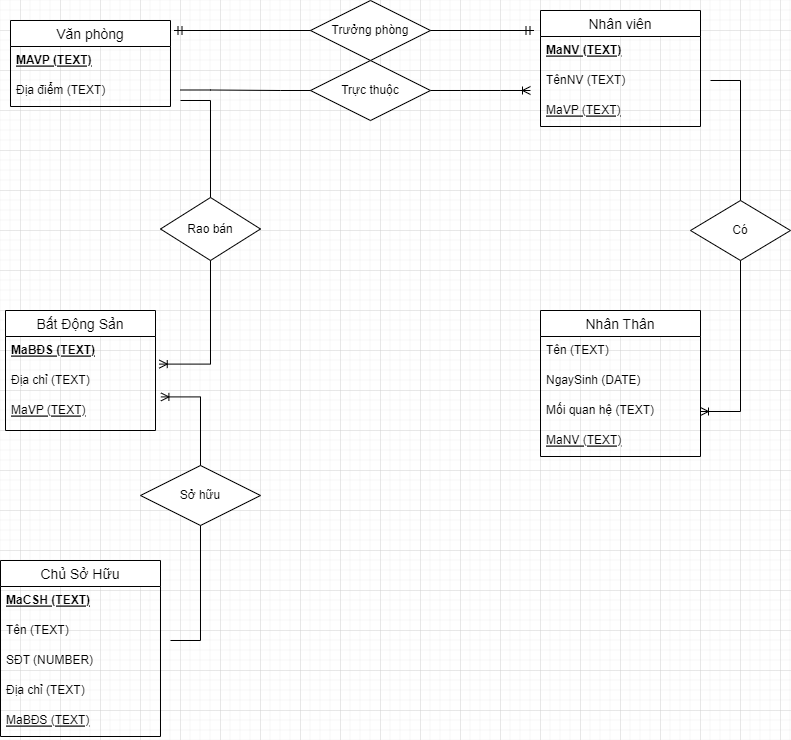 Văn phòng
MAVP (TEXT)
Địa điểm (TEXT)
Trưởng phòng
Trực thuộc
Nhân viên
MaNV (TEXT)
TênNV (TEXT)
MaVP (TEXT)
Rao bán
Có
Bất Động Sản
MaBĐS (TEXT)
Địa chỉ (TEXT)
MaVP (TEXT)
Nhân Thân
Tên (TEXT)
NgaySinh (DATE)
Mối quan hệ (TEXT)
MaNV (TEXT)
Sở hữu
Chủ Sở Hữu
MaCSH (TEXT)
Tên (TEXT)
SĐT (NUMBER)
Địa chỉ (TEXT)
MaBĐS (TEXT)